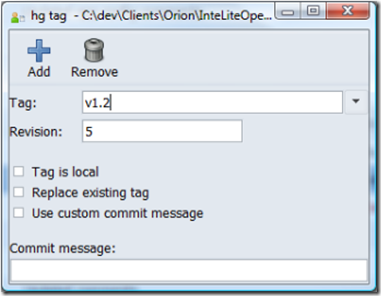 hg tag - C:\dev\Clients\Orion\InteLiteOpe...
Add Remove
Tag: v1.2
Revision: 5
Tag is local
Replace existing tag
Use custom commit message
Commit message: